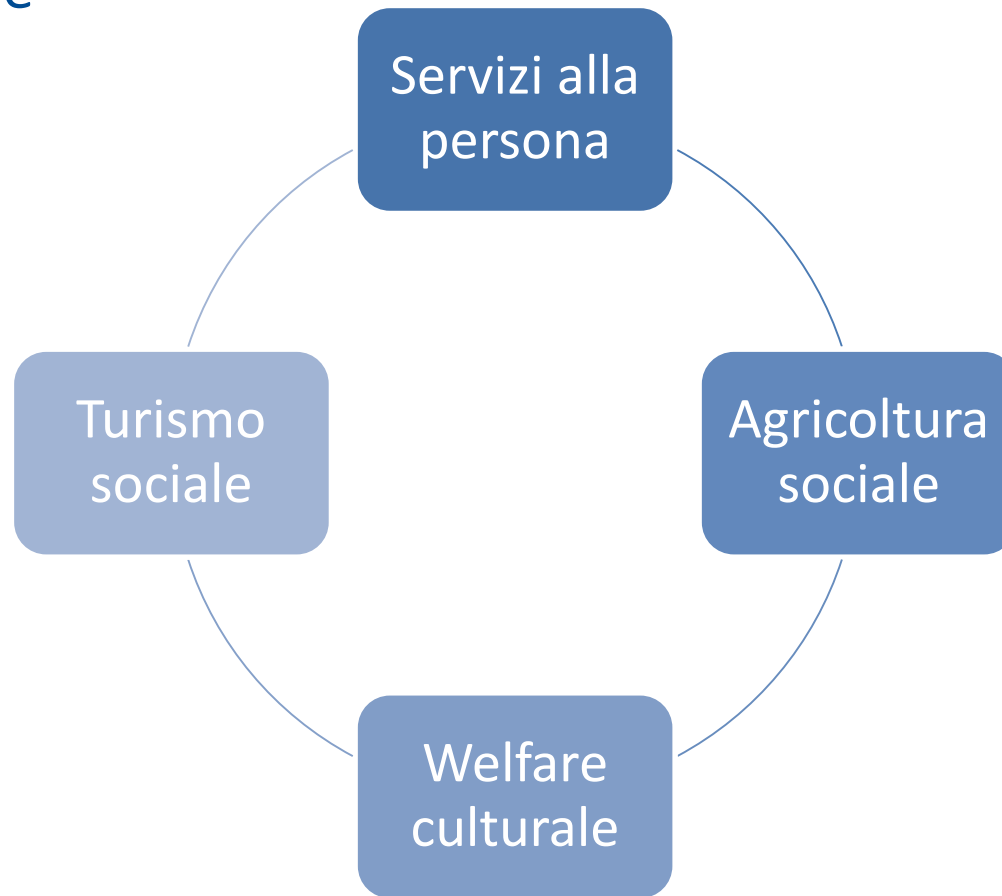 Servizi alla
persona
Turismo
sociale
Agricoltura
sociale
Welfare
culturale